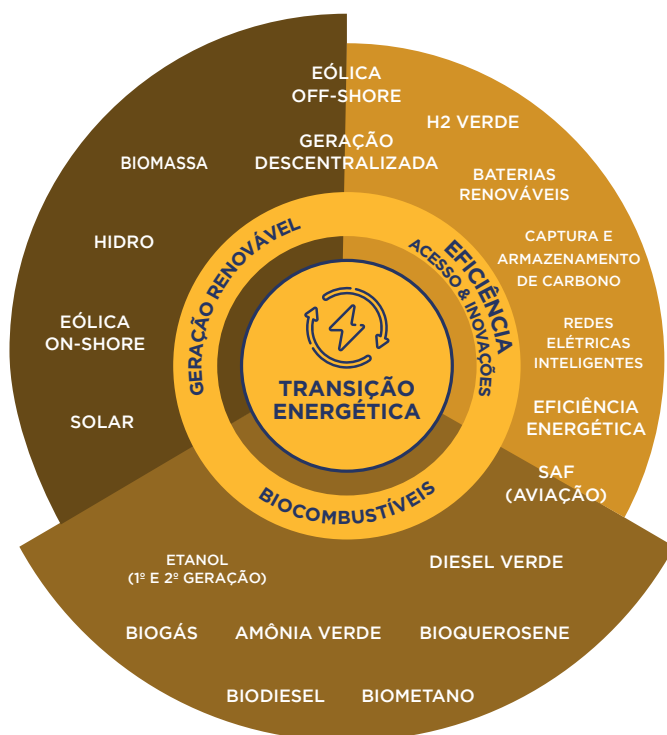 EÓLICA
OFF-SHORE
GERAÇÃO
DESCENTRALIZADA
BIOMASSA
HIDRO
EÓLICA
ON-SHORE
SOLAR
H2 VERDE
BATERIAS
RENOVÁVEIS
CAPTURA E
ARMAZENAMENTO
DE CARBONO
REDES
ELÉTRICAS
INTELIGENTES
EFICIÊNCIA
ENERGÉTICA
SAF
(AVIAÇÃO)
GERAÇÃO RENOVÁVEL
EFICIÊNCIA
ACESSO & INOVAÇÕES
TRANSIÇÃO
ENERGÉTICA
BIOCOMBUSTÍVEIS
ETANOL
(1º E 2º GERAÇÃO)
DIESEL VERDE
BIOGÁS
AMÔNIA VERDE
BIOQUEROSENE
BIODIESEL
BIOMETANO